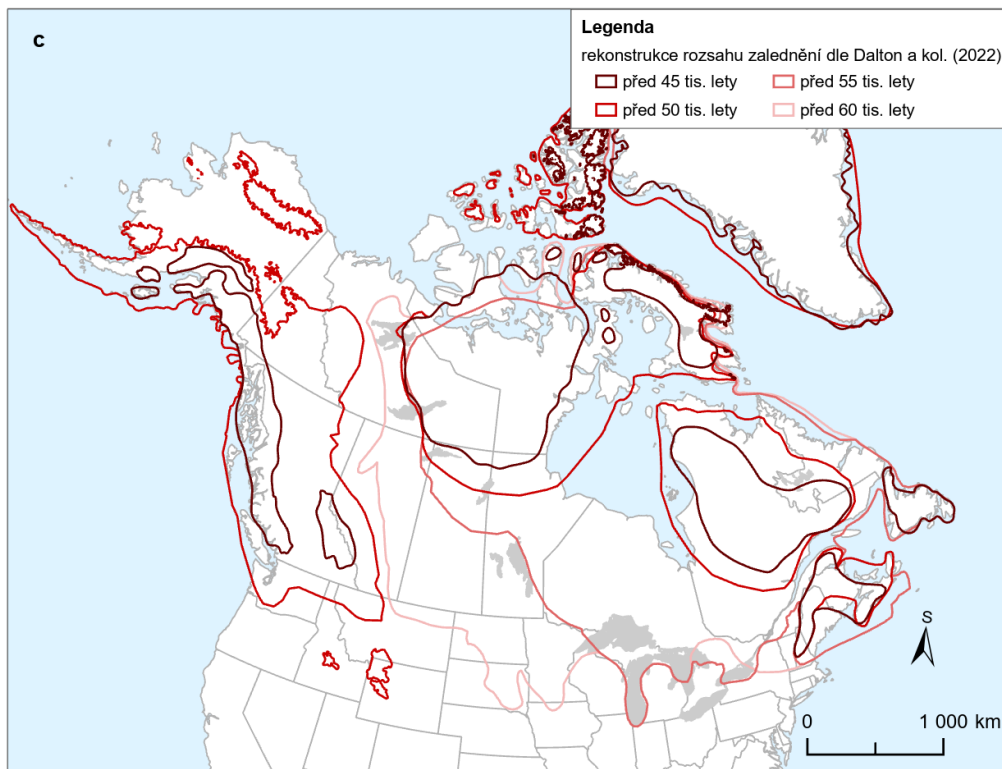 c
Legenda
rekonstrukce rozsahu zalednění dle Dalton a kol. (2022)
před 45 tis. lety
před 55 tis. lety
před 50 tis. lety
před 60 tis. lety
S
0
1 000 km